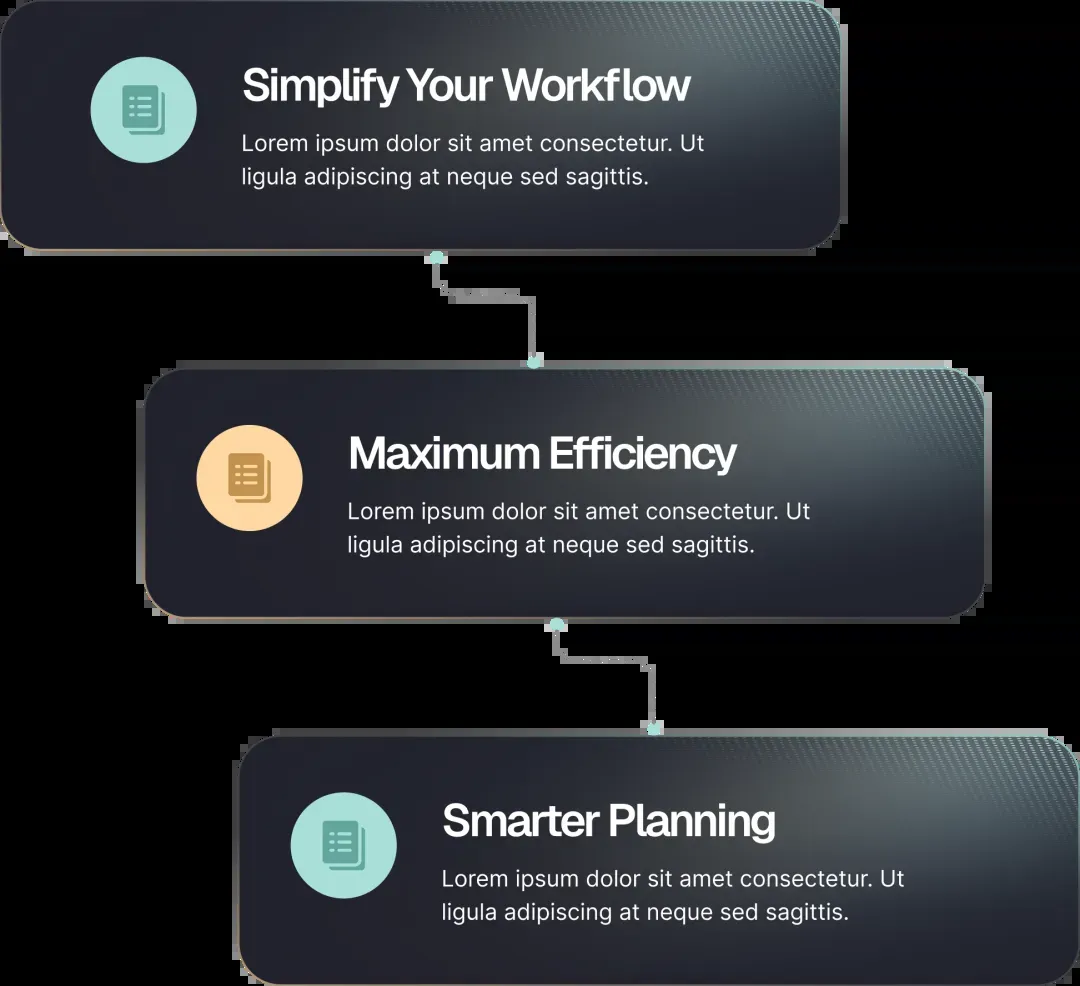 Simplify Your Workflow
Lorem ipsum dolor sit amet consectetur. Ut
ligula adipiscing at neque sed sagittis.
Maximum Efficiency
Lorem ipsum dolor sit amet consectetur. Ut
ligula adipiscing at neque sed sagittis.
Smarter Planning
Lorem ipsum dolor sit amet consectetur. Ut
ligula adipiscing at neque sed sagittis.